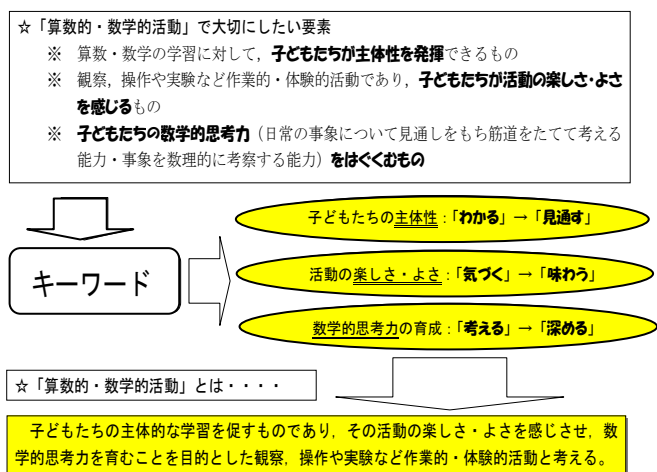 ☆「算数的・数学的活動」で大切にしたい要素
※ 算数・数学の学習に対して，子どもたちが主体性を発揮できるもの
※ 観察，操作や実験など作業的・体験的活動であり，子どもたちが活動の楽しさ・よさ
を感じるもの
※ 子どもたちの数学的思考力（日常の事象について見通しをもち筋道をたてて考える
能力・事象を数理的に考察する能力）をはぐくむもの
子どもたちの主体性：「わかる」→「見通す」
キーワード
活動の楽しさ・よさ：「気づく」→「味わう」
数学的思考力の育成：「考える」→「深める」
☆「算数的・数学的活動」とは・・・・
子どもたちの主体的な学習を促すものであり，その活動の楽しさ・よさを感じさせ，数
学的思考力を育むことを目的とした観察，操作や実験など作業的・体験的活動と考える。